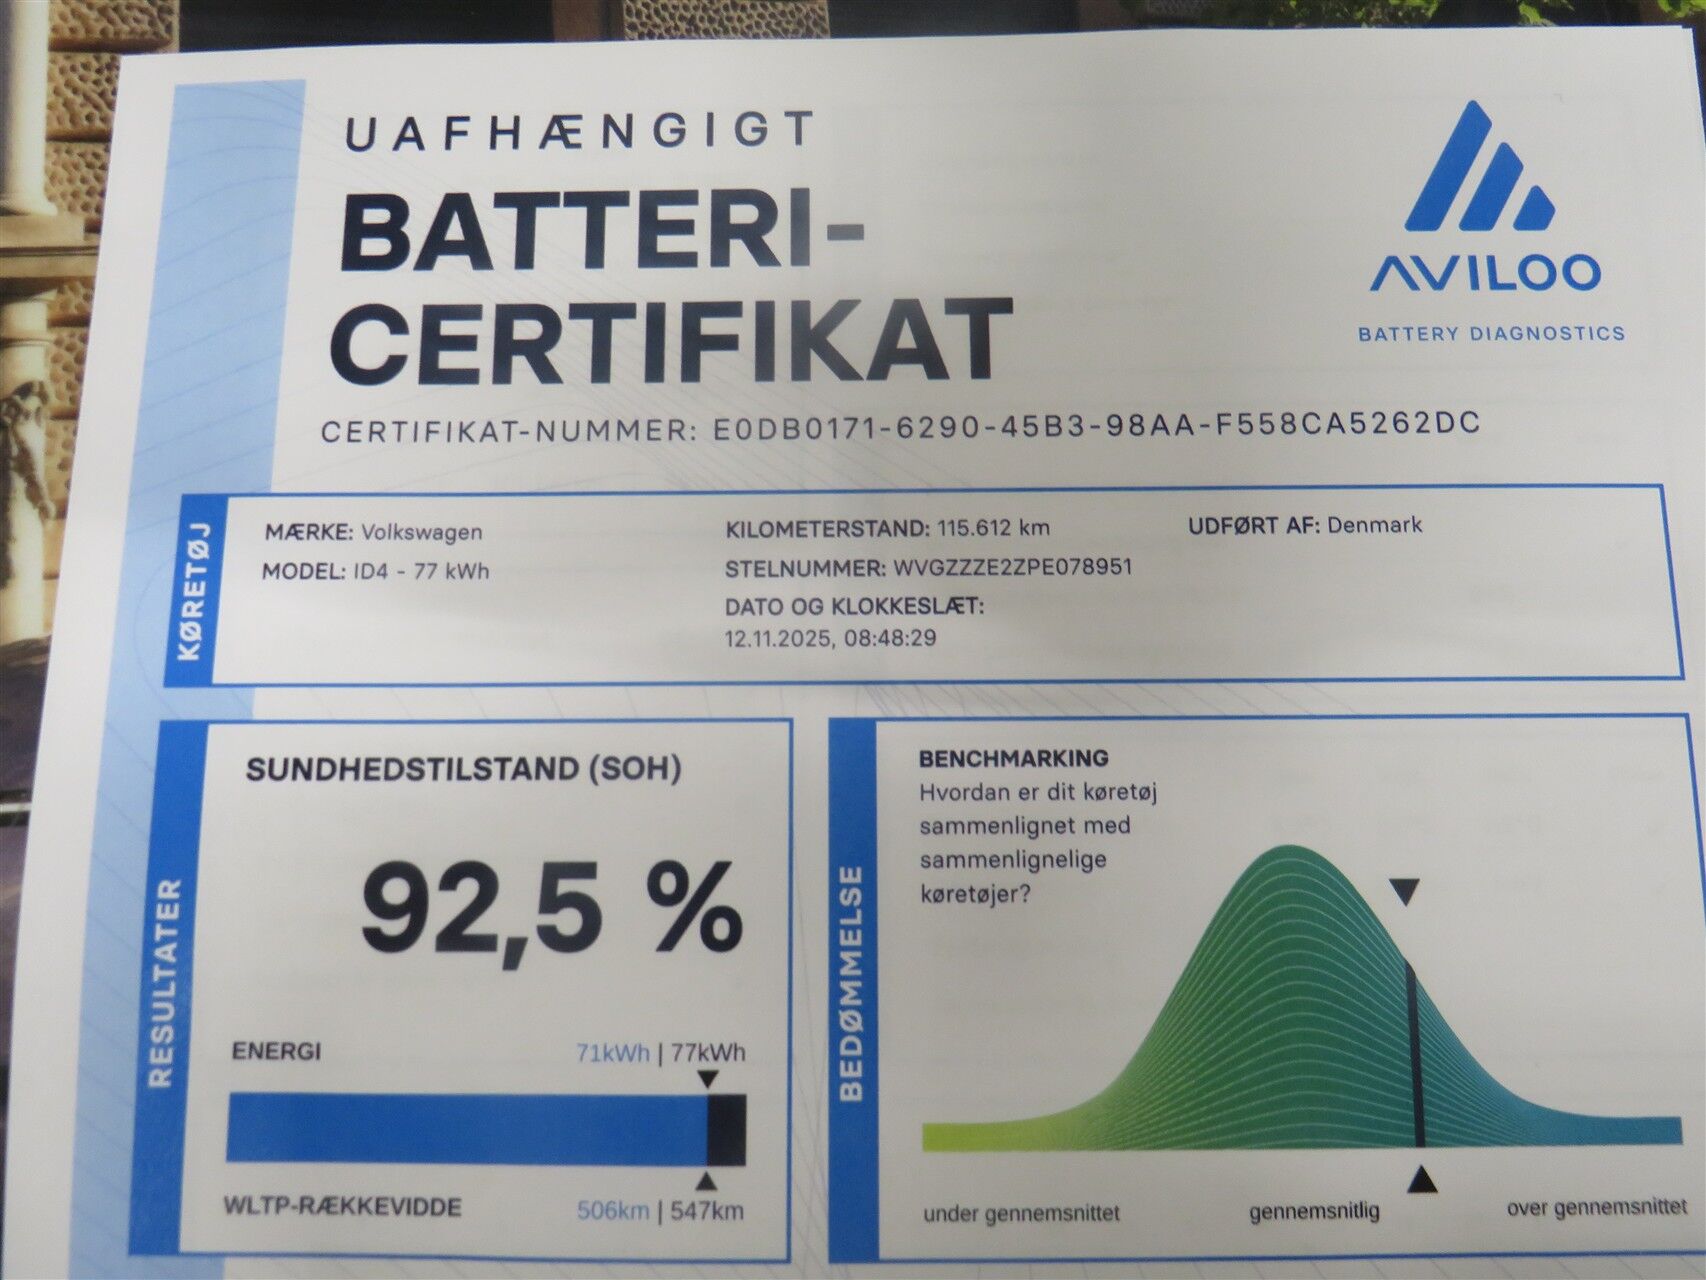 UAFHÆNGIGT
BATTERI-
CERTIFIKAT
AVILOO
BATTERY DIAGNOSTICS
CERTIFIKAT-NUMMER: E0DB0171-6290-45B3-98AA-F558CA5262DC
KØRETØJ
MÆRKE: Volkswagen
MODEL: ID4 - 77 kWh
KILOMETERSTAND: 115.612 km
STELNUMMER: WVGZZZE2ZPE078951
DATO OG KLOKKESLÆT:
12.11.2025, 08:48:29
UDFØRT AF: Denmark
RESULTATER
SUNDHEDSTILSTAND (SOH)
92,5 %
ENERGI 71kWh | 77kWh
WLTP-RÆKKEVIDDE 506km | 547km
BEDØMMELSE
BENCHMARKING
Hvordan er dit køretøj
sammenlignet med
sammenlignelige
køretøjer?
under gennemsnittet gennemsnitlig over gennemsnittet